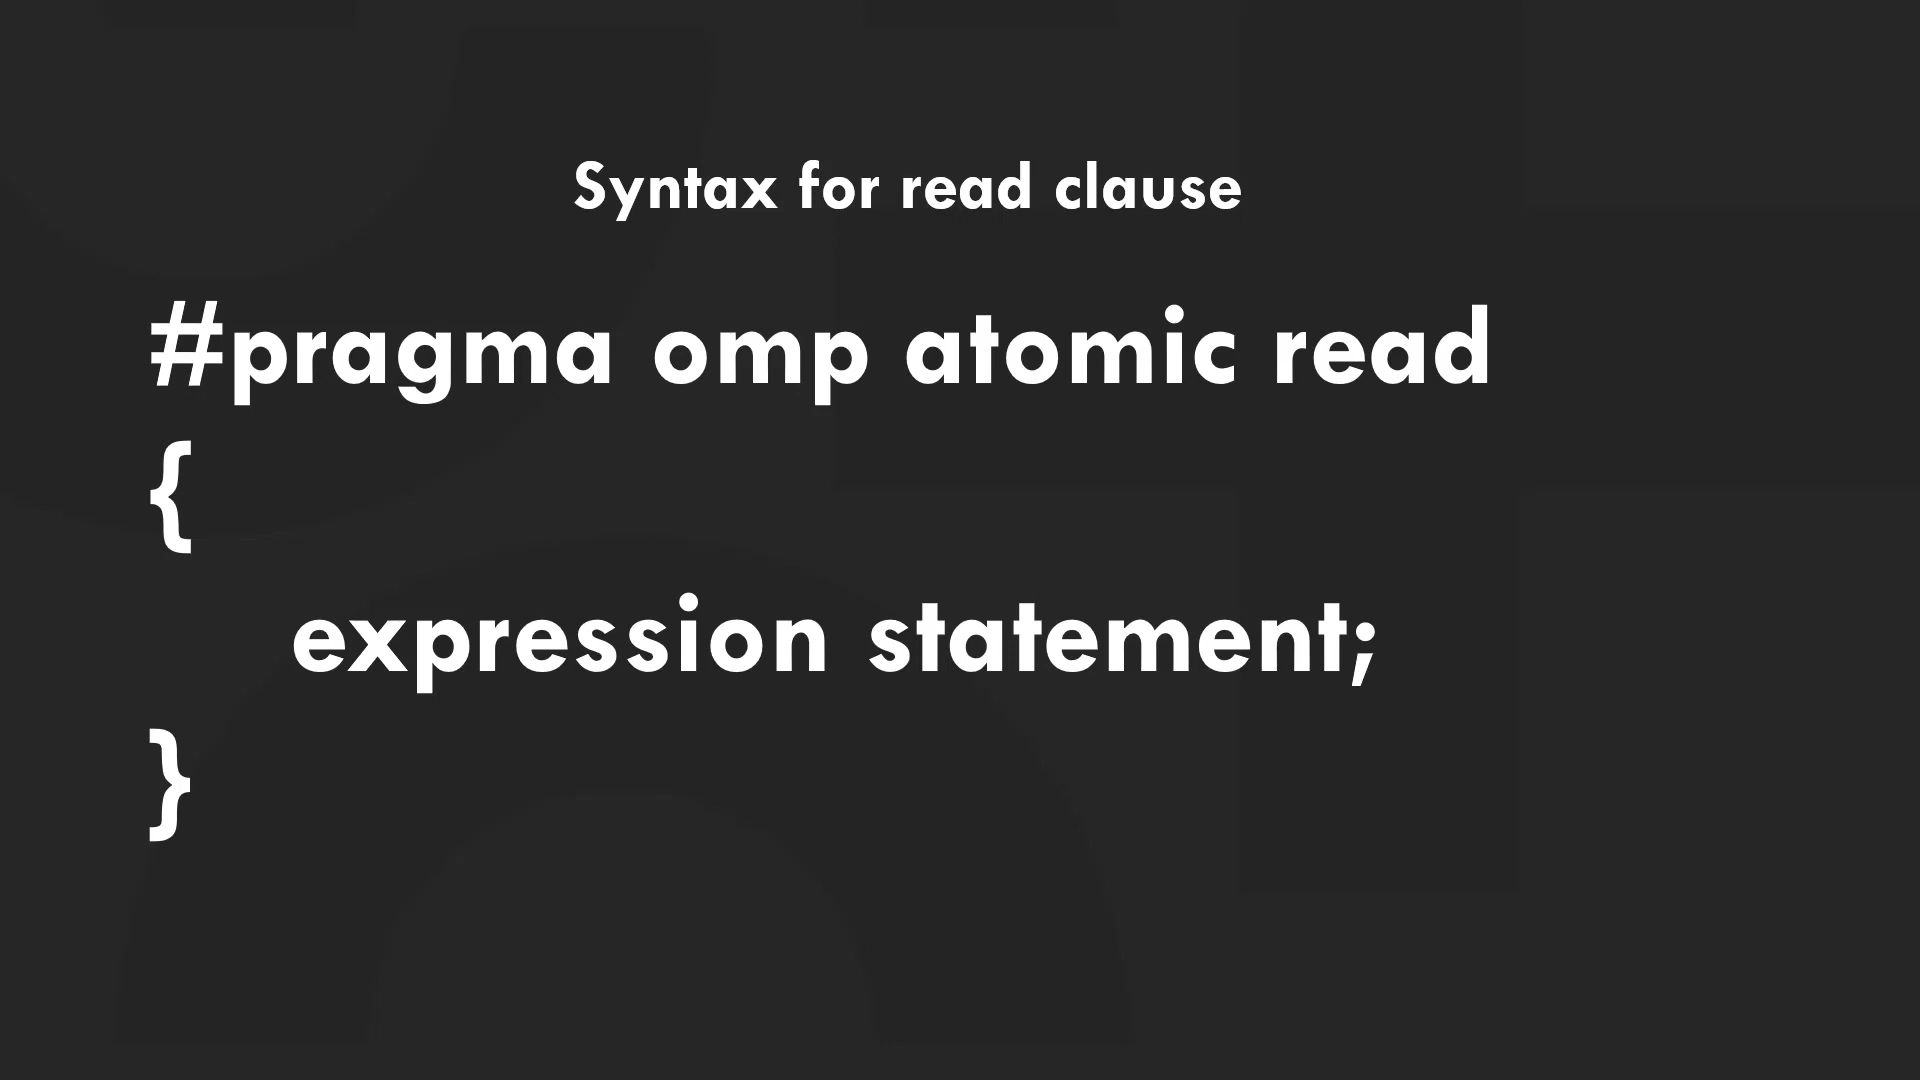 Syntax for read clause
#pragma omp atomic read
{
expression statement;
}